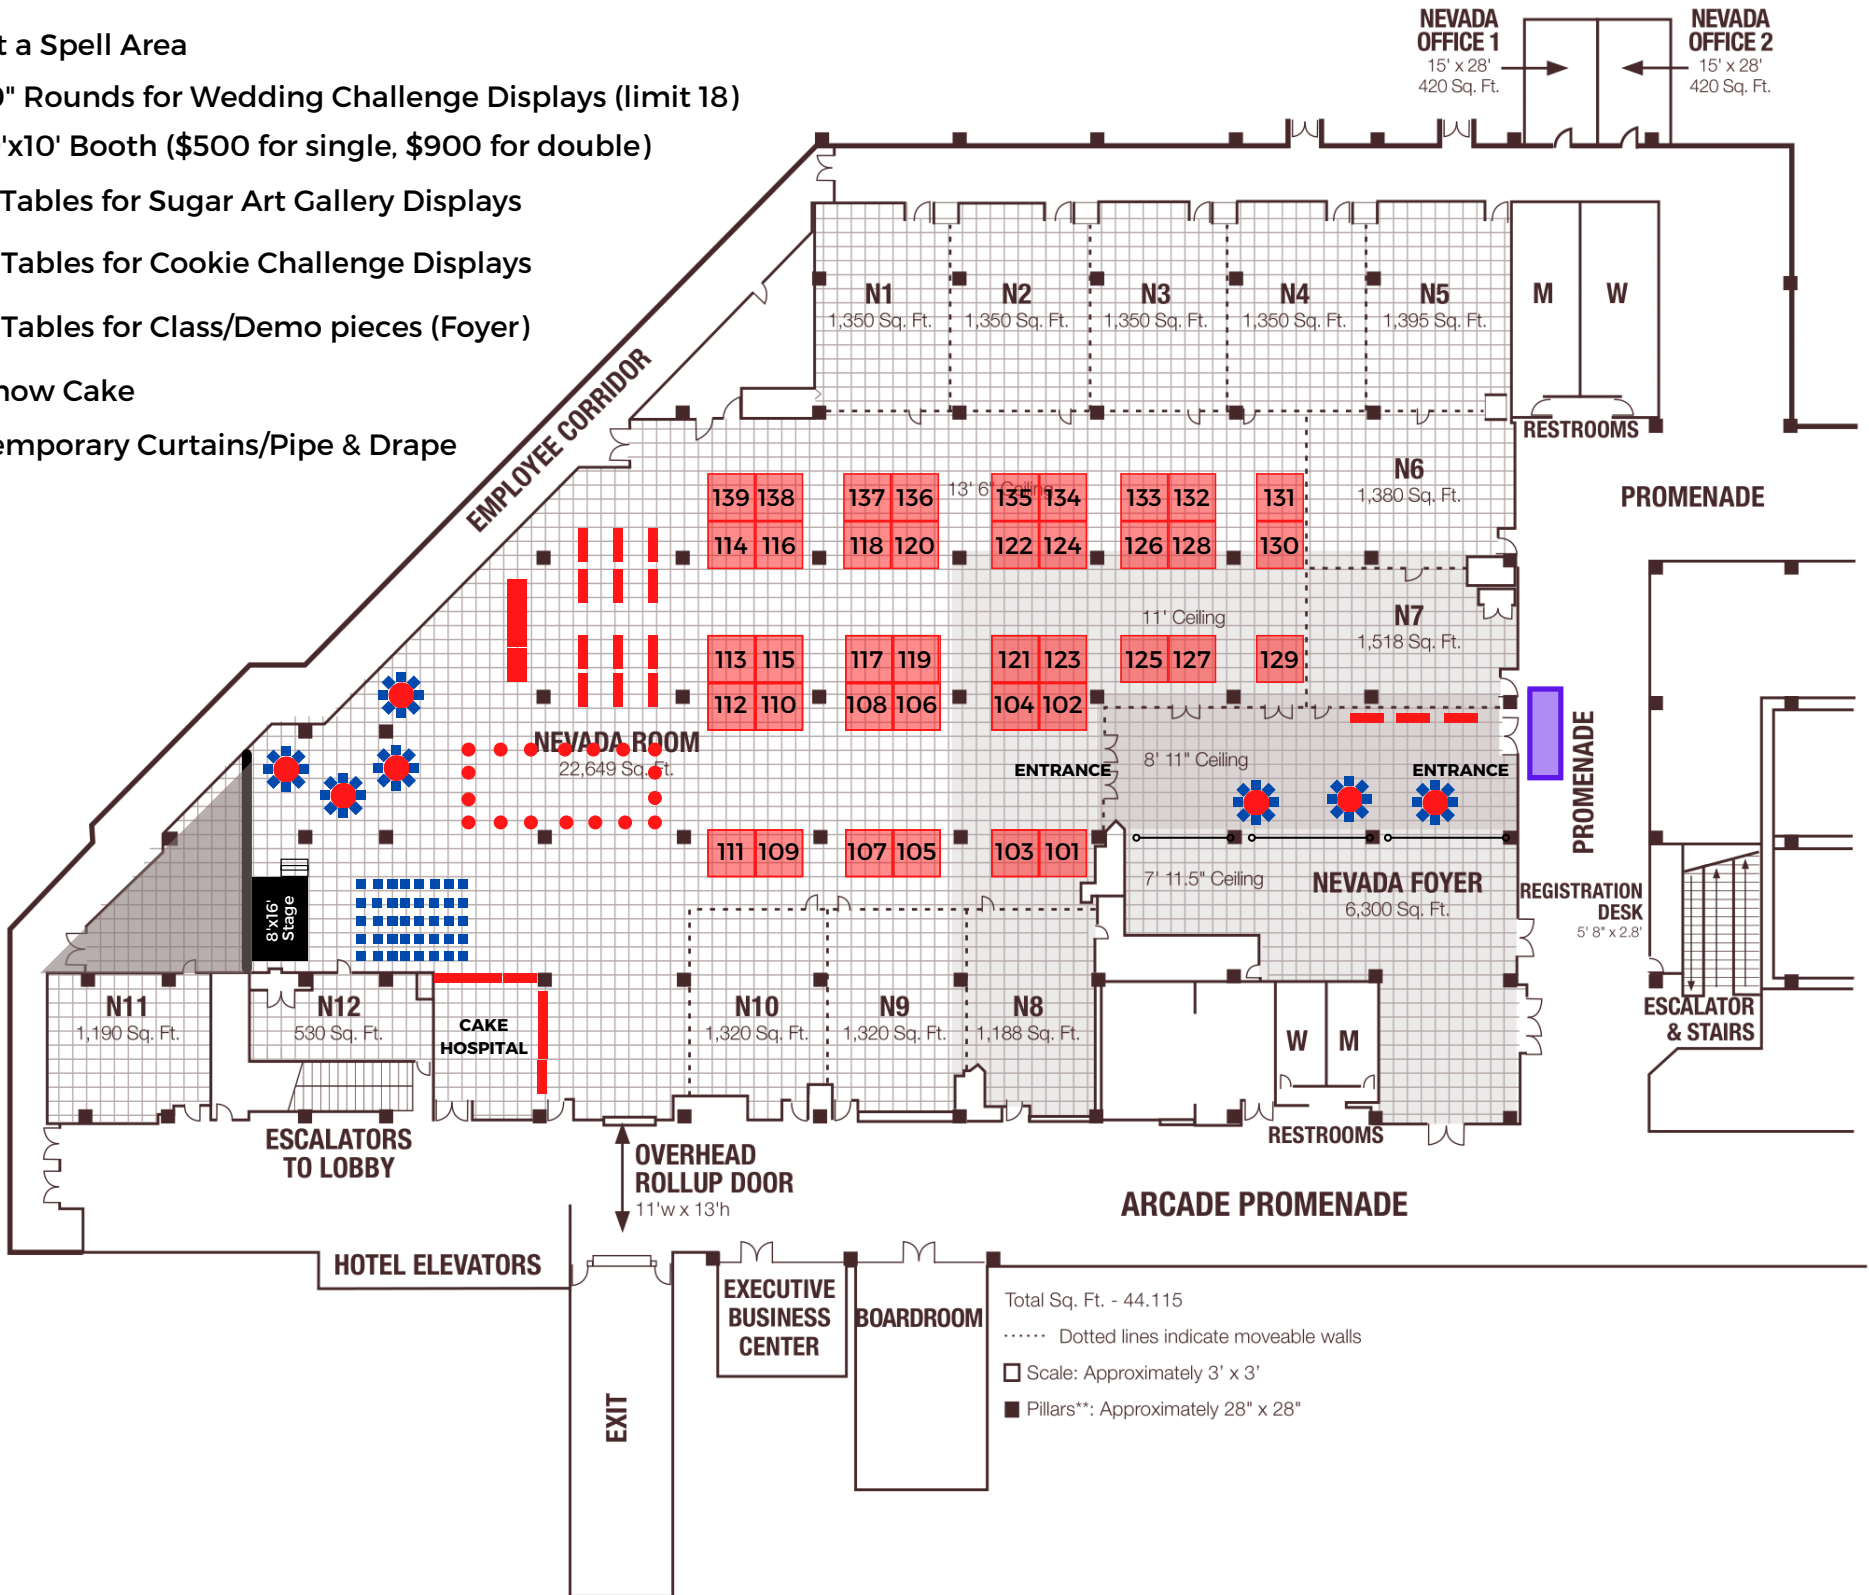 t a Spell Area
0" Rounds for Wedding Challenge Displays (limit 18)
'x10' Booth ($500 for single, $900 for double)
Tables for Sugar Art Gallery Displays
Tables for Cookie Challenge Displays
Tables for Class/Demo pieces (Foyer)
how Cake
emporary Curtains/Pipe & Drape
NEVADA
OFFICE 1
15' x 28'
420 Sq. Ft.
NEVADA
OFFICE 2
15' x 28'
420 Sq. Ft.
EMPLOYEE CORRIDOR
N1
1,350 Sq. Ft.
N2
1,350 Sq. Ft.
N3
1,350 Sq. Ft.
N4
1,350 Sq. Ft.
N5
1,395 Sq. Ft.
M
W
RESTROOMS
N6
1,380 Sq. Ft.
PROMENADE
13' 6" Ceiling
139 138 137 136 135 134 133 132 131
114 116 118 120 122 124 126 128 130
11' Ceiling
N7
1,518 Sq. Ft.
113 115 117 119 121 123 125 127 129
112 110 108 106 104 102
NEVADA ROOM
22,649 Sq. Ft.
8' 11" Ceiling
ENTRANCE
ENTRANCE
PROMENADE
111 109 107 105 103 101
7' 11.5" Ceiling
NEVADA FOYER
6,300 Sq. Ft.
REGISTRATION
DESK
5' 8" x 2.8'
8'x16'
Stage
N11
1,190 Sq. Ft.
N12
530 Sq. Ft.
CAKE
HOSPITAL
N10
1,320 Sq. Ft.
N9
1,320 Sq. Ft.
N8
1,188 Sq. Ft.
W
M
RESTROOMS
ESCALATOR
& STAIRS
ESCALATORS
TO LOBBY
OVERHEAD
ROLLUP DOOR
11'w x 13'h
ARCADE PROMENADE
HOTEL ELEVATORS
EXECUTIVE
BUSINESS
CENTER
BOARDROOM
EXIT
Total Sq. Ft. - 44.115
Dotted lines indicate moveable walls
Scale: Approximately 3' x 3'
Pillars**: Approximately 28" x 28"